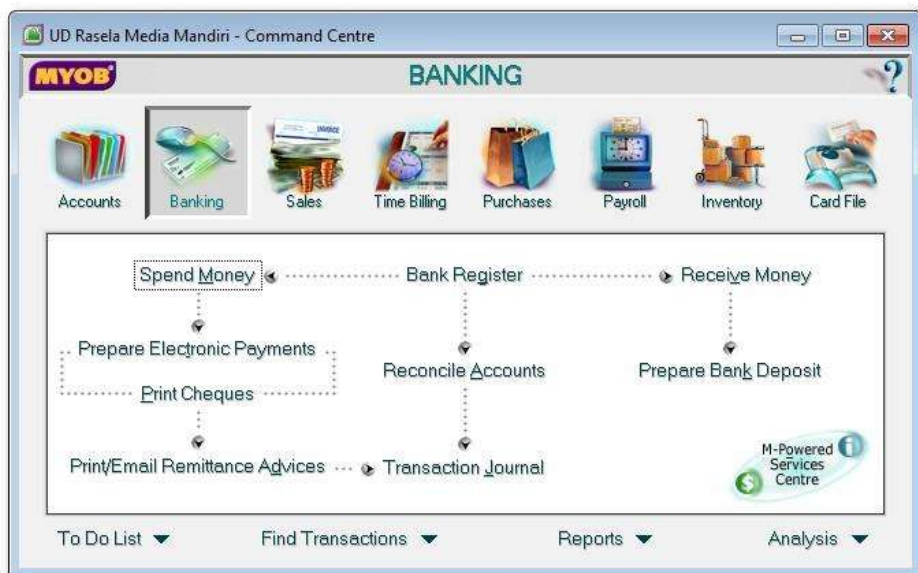 UD Rasela Media Mandiri - Command Centre
MYOB BANKING ?
INVOICE
Accounts Banking Sales Time Billing Purchases Payroll Inventory Card File
Spend Money Bank Register Receive Money
Prepare Electronic Payments
Reconcile Accounts Prepare Bank Deposit
Print Cheques
M-Powered
Services
Centre
Print/Email Remittance Advices Transaction Journal
To Do List Find Transactions Reports Analysis